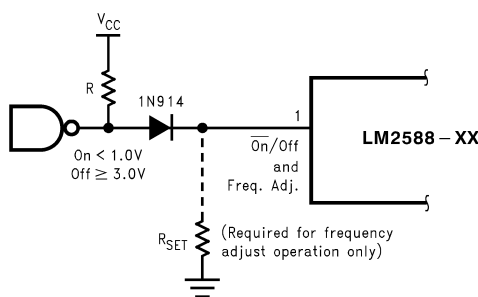 V_CC
R
1N914
1
On < 1.0V
Off ≥ 3.0V
O̅n̅/Off
and
Freq. Adj.
LM2588 – XX
R_SET
(Required for frequency
adjust operation only)